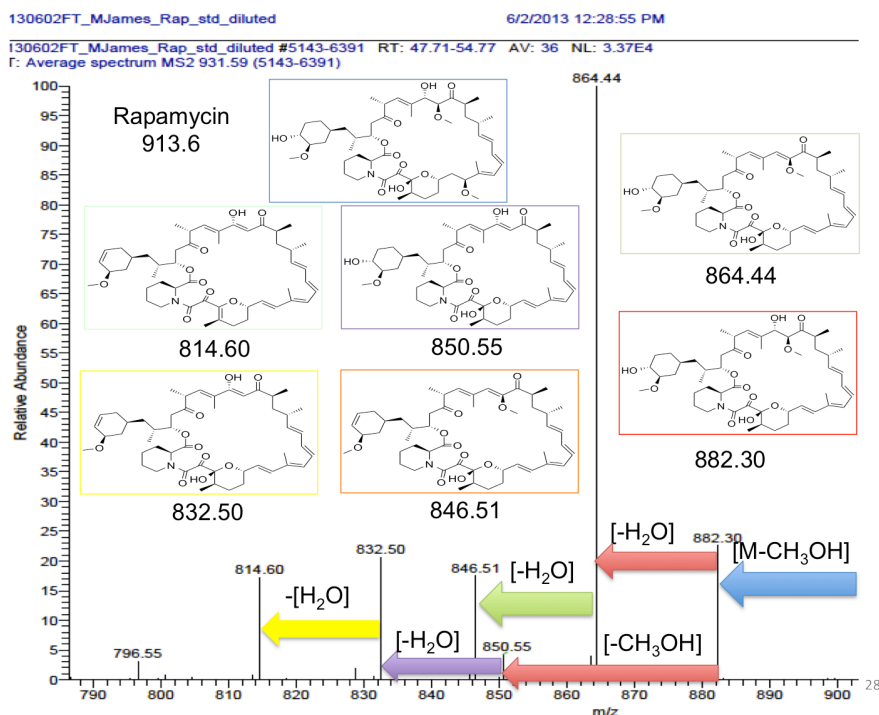 130602FT_MJames_Rap_std_diluted 6/2/2013 12:28:55 PM
I30602FT_MJames_Rap_std_diluted #5143-6391 RT: 47.71-54.77 AV: 36 NL: 3.37E4
Γ: Average spectrum MS2 931.59 (5143-6391)
864.44
100
95
90
85
80
75
70
65
60
55
50
45
40
35
30
25
20
15
10
5
0
Relative Abundance
Rapamycin
913.6
814.60
850.55
864.44
832.50
846.51
882.30
[-H₂O]
882.30
[M-CH₃OH]
832.50
846.51
[-H₂O]
814.60
-[H₂O]
[-H₂O]
850.55
[-CH₃OH]
796.55
790 800 810 820 830 840 850 860 870 880 890 900
m/z
28